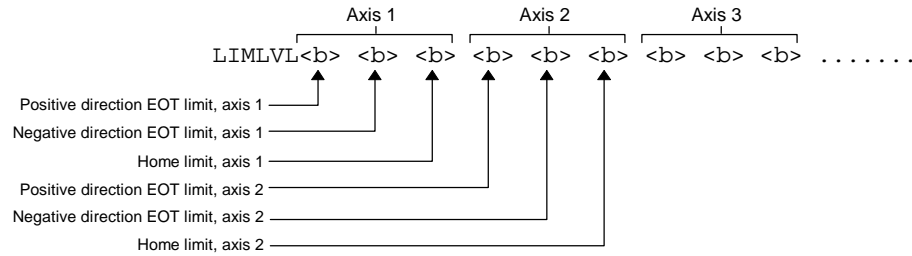 Axis 1 Axis 2 Axis 3
LIMLVL<b> <b> <b> <b> <b> <b> <b> <b> <b> .......
Positive direction EOT limit, axis 1
Negative direction EOT limit, axis 1
Home limit, axis 1
Positive direction EOT limit, axis 2
Negative direction EOT limit, axis 2
Home limit, axis 2